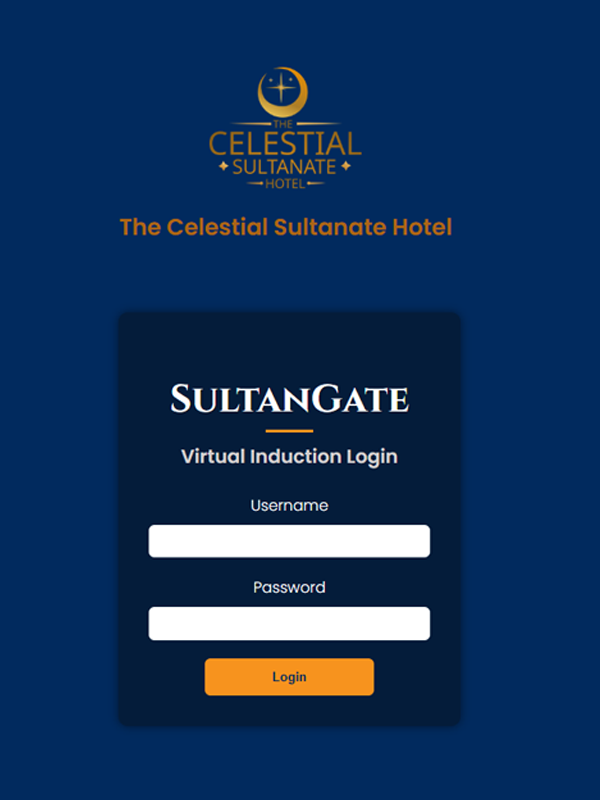 THE
CELESTIAL
SULTANATE
HOTEL
The Celestial Sultanate Hotel
SULTANGATE
Virtual Induction Login
Username
Password
Login